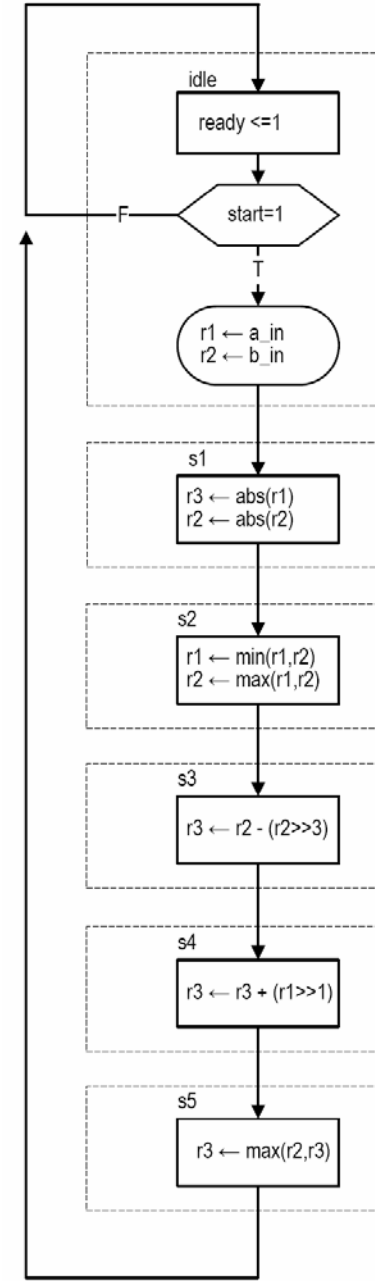 idle
ready <=1
start=1
F
T
r1 ← a_in
r2 ← b_in
s1
r3 ← abs(r1)
r2 ← abs(r2)
s2
r1 ← min(r1,r2)
r2 ← max(r1,r2)
s3
r3 ← r2 - (r2>>3)
s4
r3 ← r3 + (r1>>1)
s5
r3 ← max(r2,r3)